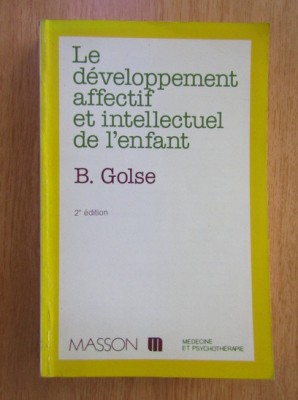 Le
développement
affectif
et intellectuel
de l'enfant
B. Golse
2e édition
MASSON m
MEDECINE
ET PSYCHOTHERAPIE